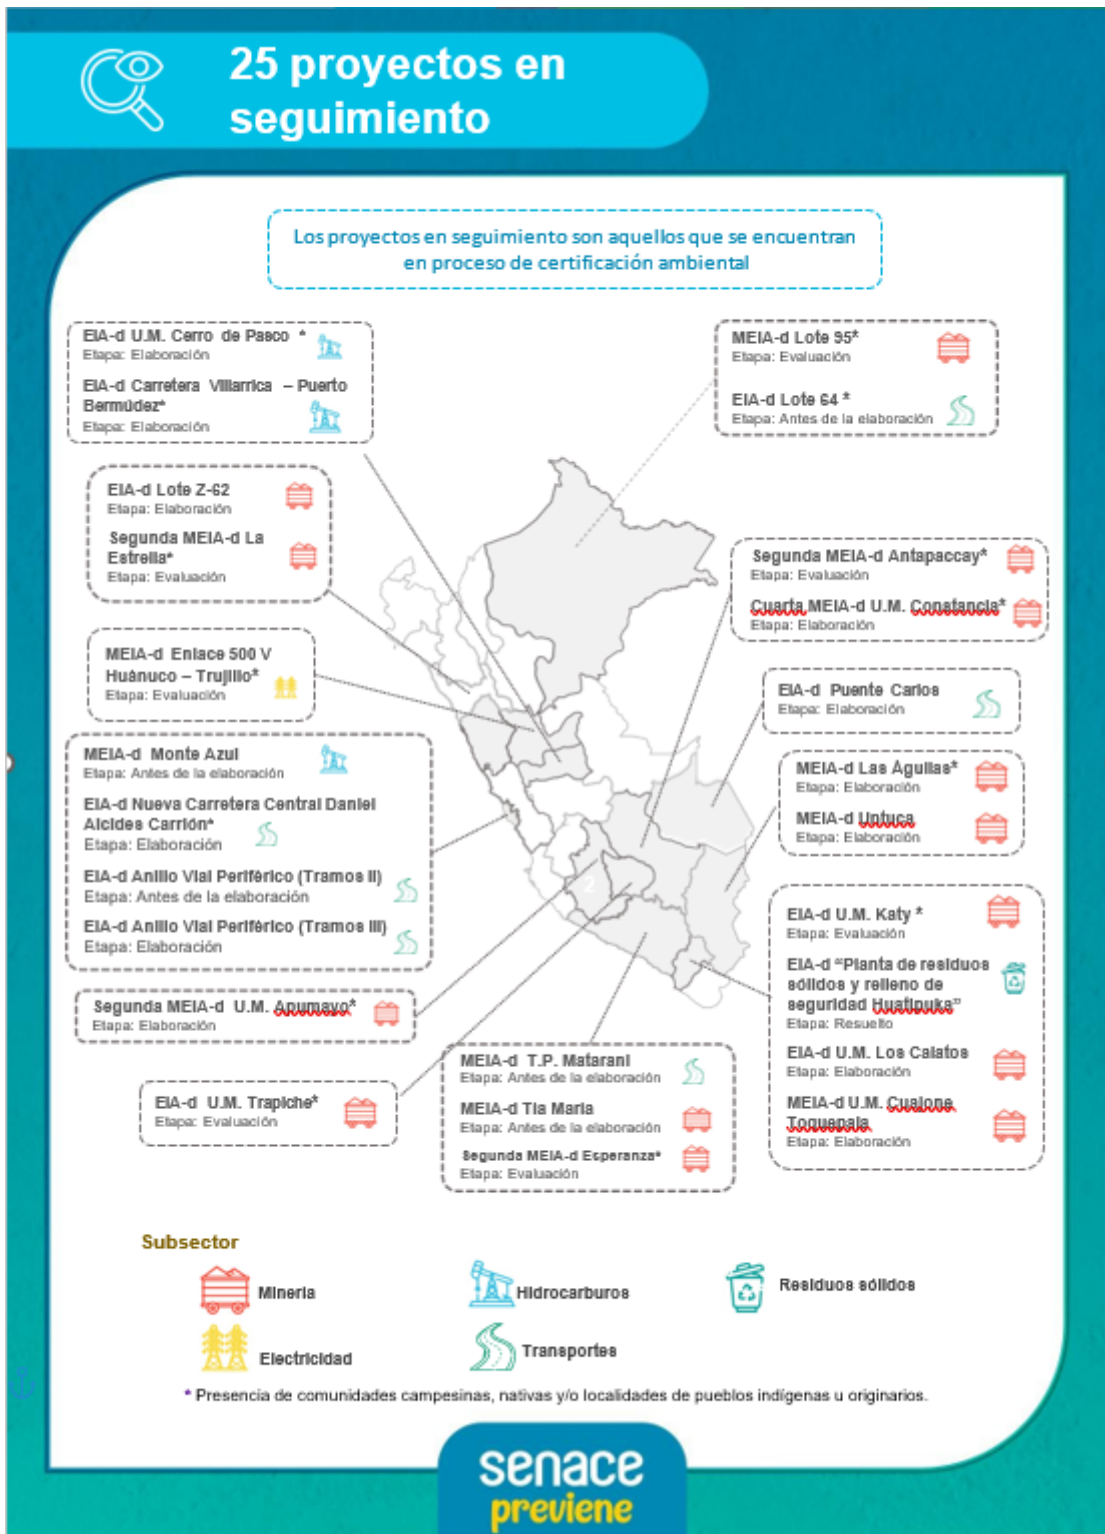 25 proyectos en
seguimiento
Los proyectos en seguimiento son aquellos que se encuentran
en proceso de certificación ambiental
EIA-d U.M. Cerro de Pasco *
Etapa: Elaboración
EIA-d Carretera Villarrica – Puerto
Bermúdez*
Etapa: Elaboración
MEIA-d Lote 95*
Etapa: Evaluación
EIA-d Lote 64 *
Etapa: Antes de la elaboración
EIA-d Lote Z-62
Etapa: Elaboración
Segunda MEIA-d La
Estrella*
Etapa: Evaluación
Segunda MEIA-d Antapaccay*
Etapa: Evaluación
Cuarta MEIA-d U.M. Constancia*
Etapa: Elaboración
MEIA-d Enlace 500 V
Huánuco – Trujillo*
Etapa: Evaluación
EIA-d Puente Carlos
Etapa: Elaboración
MEIA-d Monte Azul
Etapa: Antes de la elaboración
EIA-d Nueva Carretera Central Daniel
Alcides Carrión*
Etapa: Elaboración
EIA-d Anillo Vial Periférico (Tramos II)
Etapa: Antes de la elaboración
EIA-d Anillo Vial Periférico (Tramos III)
Etapa: Elaboración
MEIA-d Las Águilas*
Etapa: Elaboración
MEIA-d Untuca
Etapa: Elaboración
2
EIA-d U.M. Katy *
Etapa: Evaluación
EIA-d “Planta de residuos
sólidos y relleno de
seguridad Huatipuka”
Etapa: Resuelto
EIA-d U.M. Los Calatos
Etapa: Elaboración
MEIA-d U.M. Cuajone
Toquepala
Etapa: Elaboración
Segunda MEIA-d U.M. Apumayo*
Etapa: Elaboración
EIA-d U.M. Trapiche*
Etapa: Evaluación
MEIA-d T.P. Matarani
Etapa: Antes de la elaboración
MEIA-d Tia Maria
Etapa: Antes de la elaboración
Segunda MEIA-d Esperanza*
Etapa: Evaluación
Subsector
Mineria
Hidrocarburos
Residuos sólidos
Electricidad
Transportes
* Presencia de comunidades campesinas, nativas y/o localidades de pueblos indígenas u originarios.
senace
previene